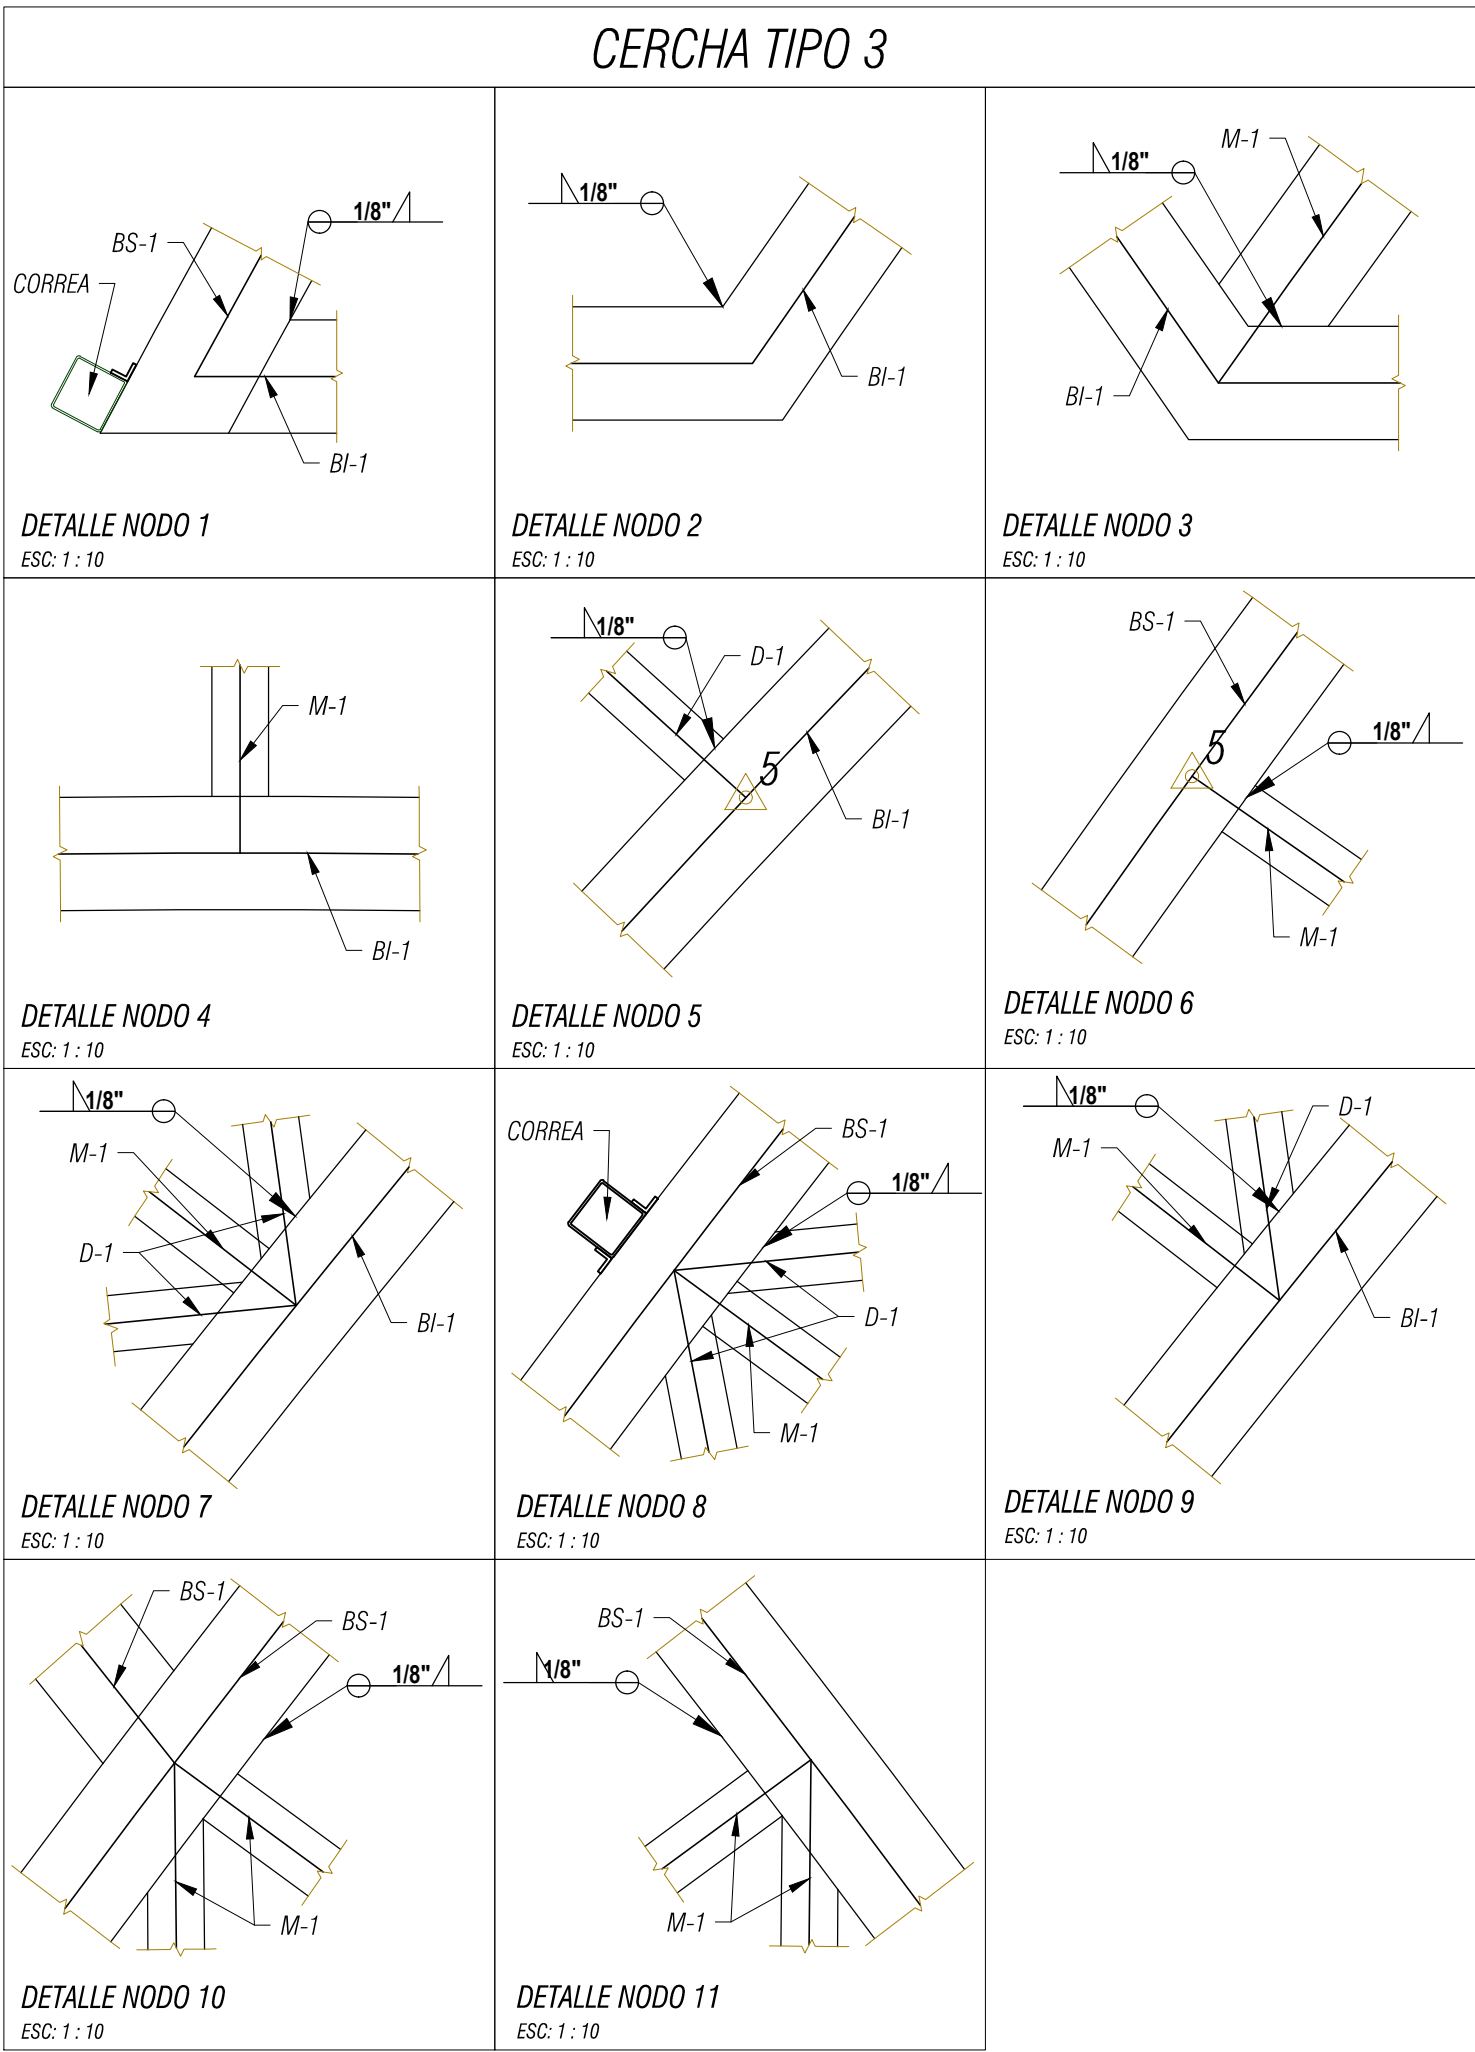 CERCHA TIPO 3
1/8"
BS-1
CORREA
BI-1
DETALLE NODO 1
ESC: 1 : 10
1/8"
BI-1
DETALLE NODO 2
ESC: 1 : 10
M-1
1/8"
BI-1
DETALLE NODO 3
ESC: 1 : 10
M-1
BI-1
DETALLE NODO 4
ESC: 1 : 10
1/8"
D-1
5
BI-1
DETALLE NODO 5
ESC: 1 : 10
BS-1
1/8"
5
M-1
DETALLE NODO 6
ESC: 1 : 10
1/8"
M-1
D-1
BI-1
DETALLE NODO 7
ESC: 1 : 10
CORREA
BS-1
1/8"
D-1
M-1
DETALLE NODO 8
ESC: 1 : 10
1/8"
D-1
M-1
BI-1
DETALLE NODO 9
ESC: 1 : 10
BS-1
BS-1
1/8"
M-1
DETALLE NODO 10
ESC: 1 : 10
BS-1
1/8"
M-1
DETALLE NODO 11
ESC: 1 : 10